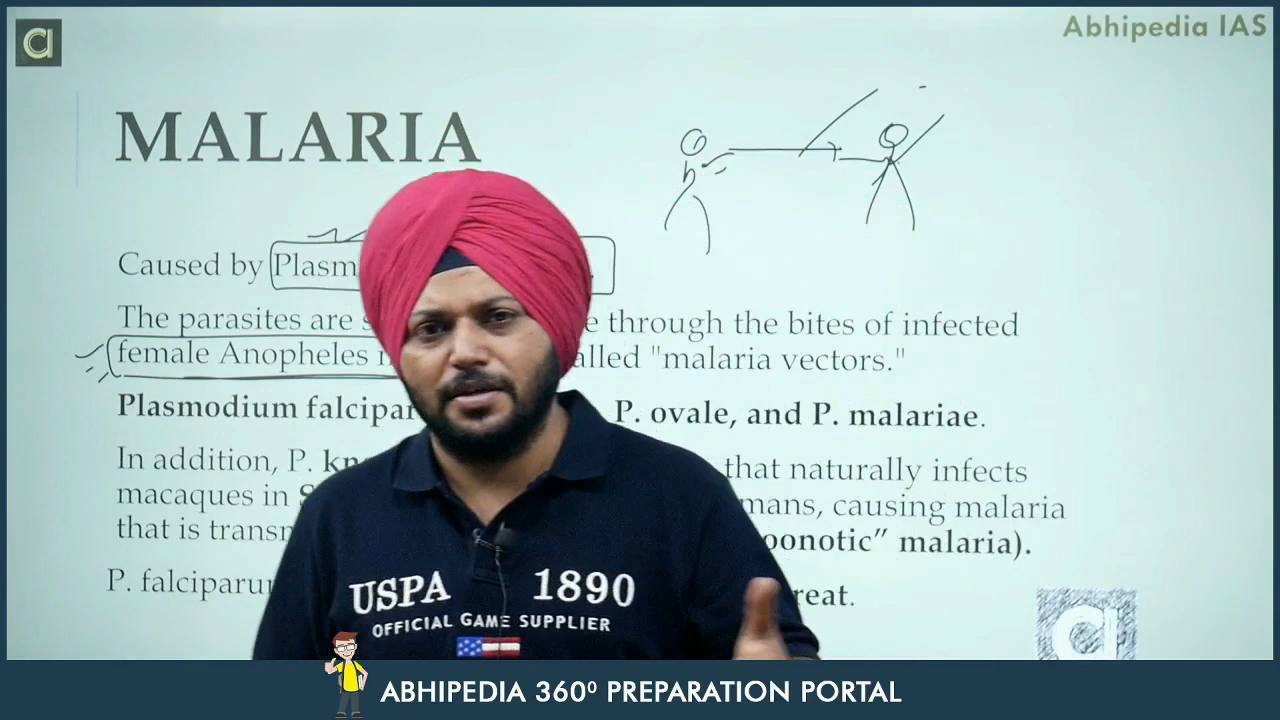 Abhipedia IAS
MALARIA
Caused by Plasm
The parasites are s e through the bites of infected
female Anopheles alled "malaria vectors."
Plasmodium falcipar P. ovale, and P. malariae.
In addition, P. kn that naturally infects
macaques in S mans, causing malaria
that is transm oonotic” malaria).
P. falciparu reat.
USPA 1890
OFFICIAL GAME SUPPLIER
ABHIPEDIA 360⁰ PREPARATION PORTAL